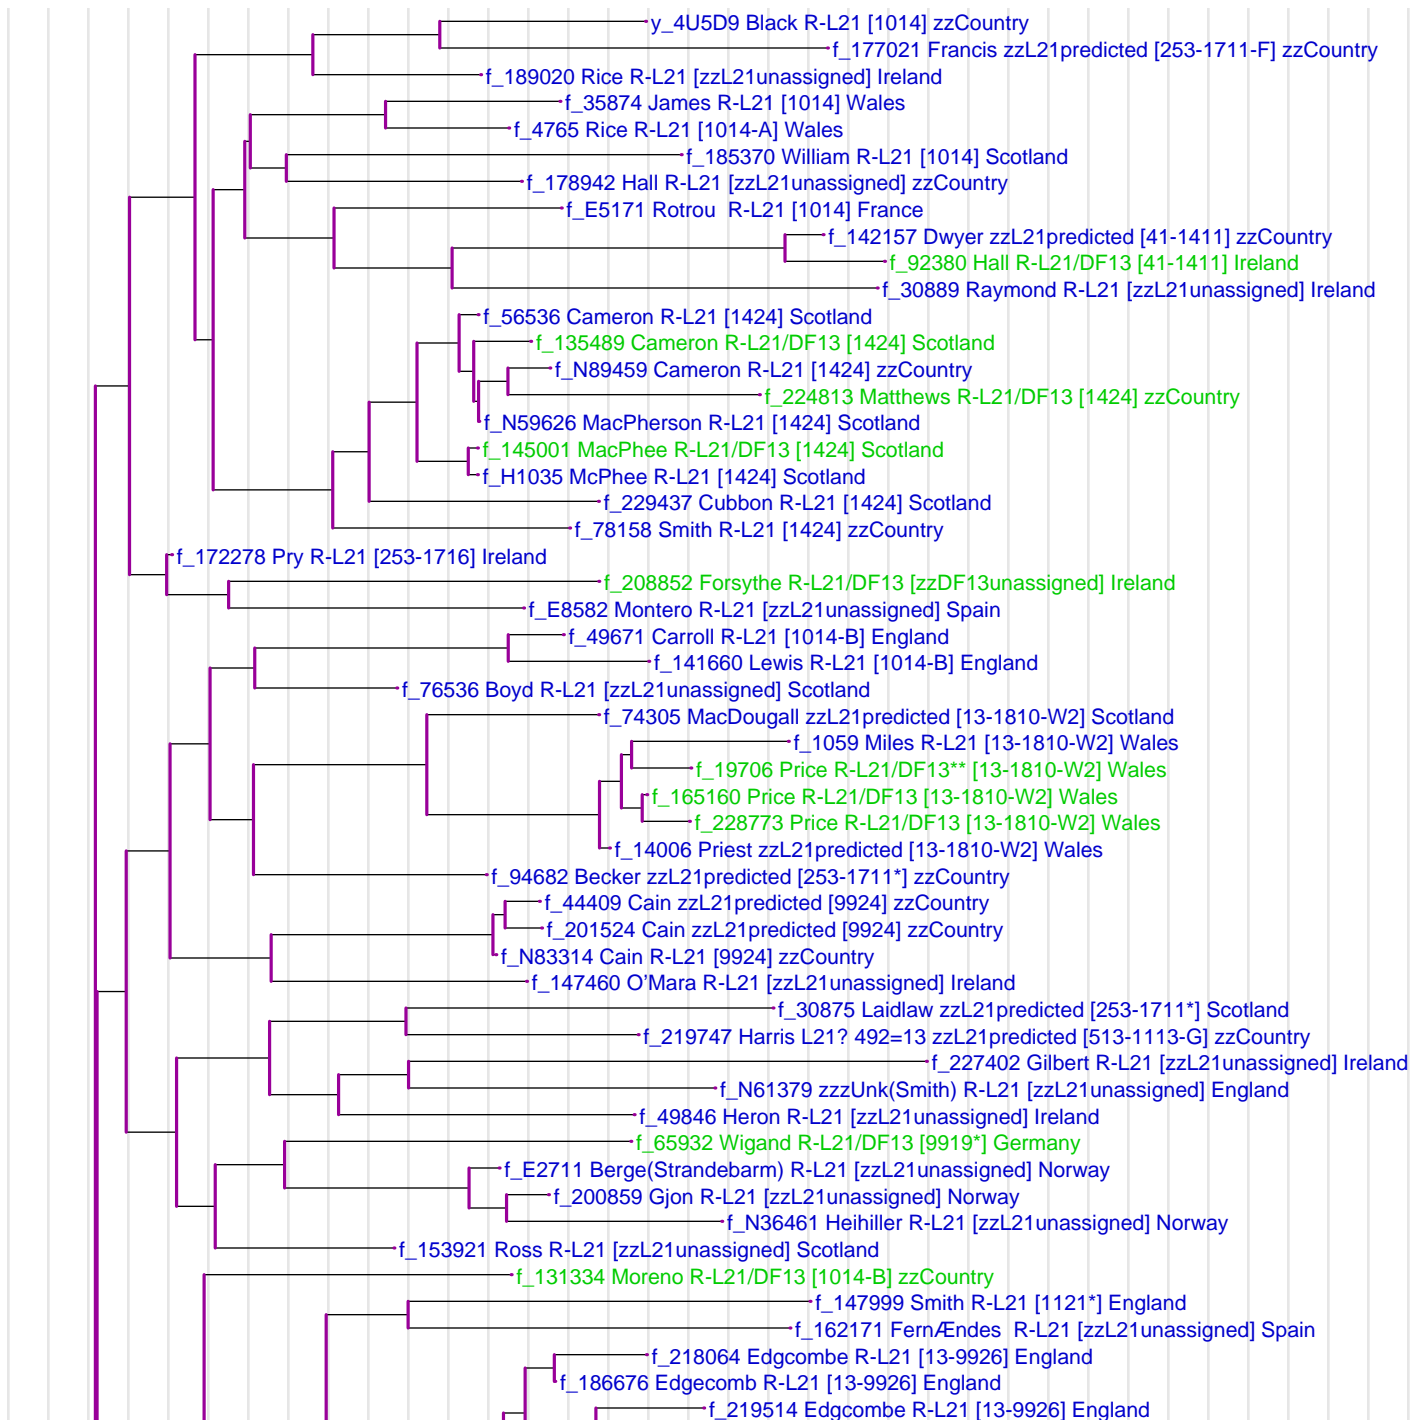 y_4U5D9 Black R-L21 [1014] zzCountry
f_177021 Francis zzL21predicted [253-1711-F] zzCountry
f_189020 Rice R-L21 [zzL21unassigned] Ireland
f_35874 James R-L21 [1014] Wales
f_4765 Rice R-L21 [1014-A] Wales
f_185370 William R-L21 [1014] Scotland
f_178942 Hall R-L21 [zzL21unassigned] zzCountry
f_E5171 Rotrou  R-L21 [1014] France
f_142157 Dwyer zzL21predicted [41-1411] zzCountry
f_92380 Hall R-L21/DF13 [41-1411] Ireland
f_30889 Raymond R-L21 [zzL21unassigned] Ireland
f_56536 Cameron R-L21 [1424] Scotland
f_135489 Cameron R-L21/DF13 [1424] Scotland
f_N89459 Cameron R-L21 [1424] zzCountry
f_224813 Matthews R-L21/DF13 [1424] zzCountry
f_N59626 MacPherson R-L21 [1424] Scotland
f_145001 MacPhee R-L21/DF13 [1424] Scotland
f_H1035 McPhee R-L21 [1424] Scotland
f_229437 Cubbon R-L21 [1424] Scotland
f_78158 Smith R-L21 [1424] zzCountry
f_172278 Pry R-L21 [253-1716] Ireland
f_208852 Forsythe R-L21/DF13 [zzDF13unassigned] Ireland
f_E8582 Montero R-L21 [zzL21unassigned] Spain
f_49671 Carroll R-L21 [1014-B] England
f_141660 Lewis R-L21 [1014-B] England
f_76536 Boyd R-L21 [zzL21unassigned] Scotland
f_74305 MacDougall zzL21predicted [13-1810-W2] Scotland
f_1059 Miles R-L21 [13-1810-W2] Wales
f_19706 Price R-L21/DF13** [13-1810-W2] Wales
f_165160 Price R-L21/DF13 [13-1810-W2] Wales
f_228773 Price R-L21/DF13 [13-1810-W2] Wales
f_14006 Priest zzL21predicted [13-1810-W2] Wales
f_94682 Becker zzL21predicted [253-1711*] zzCountry
f_44409 Cain zzL21predicted [9924] zzCountry
f_201524 Cain zzL21predicted [9924] zzCountry
f_N83314 Cain R-L21 [9924] zzCountry
f_147460 O'Mara R-L21 [zzL21unassigned] Ireland
f_30875 Laidlaw zzL21predicted [253-1711*] Scotland
f_219747 Harris L21? 492=13 zzL21predicted [513-1113-G] zzCountry
f_227402 Gilbert R-L21 [zzL21unassigned] Ireland
f_N61379 zzzUnk(Smith) R-L21 [zzL21unassigned] England
f_49846 Heron R-L21 [zzL21unassigned] Ireland
f_65932 Wigand R-L21/DF13 [9919*] Germany
f_E2711 Berge(Strandebarm) R-L21 [zzL21unassigned] Norway
f_200859 Gjon R-L21 [zzL21unassigned] Norway
f_N36461 Heihiller R-L21 [zzL21unassigned] Norway
f_153921 Ross R-L21 [zzL21unassigned] Scotland
f_131334 Moreno R-L21/DF13 [1014-B] zzCountry
f_147999 Smith R-L21 [1121*] England
f_162171 FernÆndes  R-L21 [zzL21unassigned] Spain
f_218064 Edgcombe R-L21 [13-9926] England
f_186676 Edgecomb R-L21 [13-9926] England
f_219514 Edgcombe R-L21 [13-9926] England